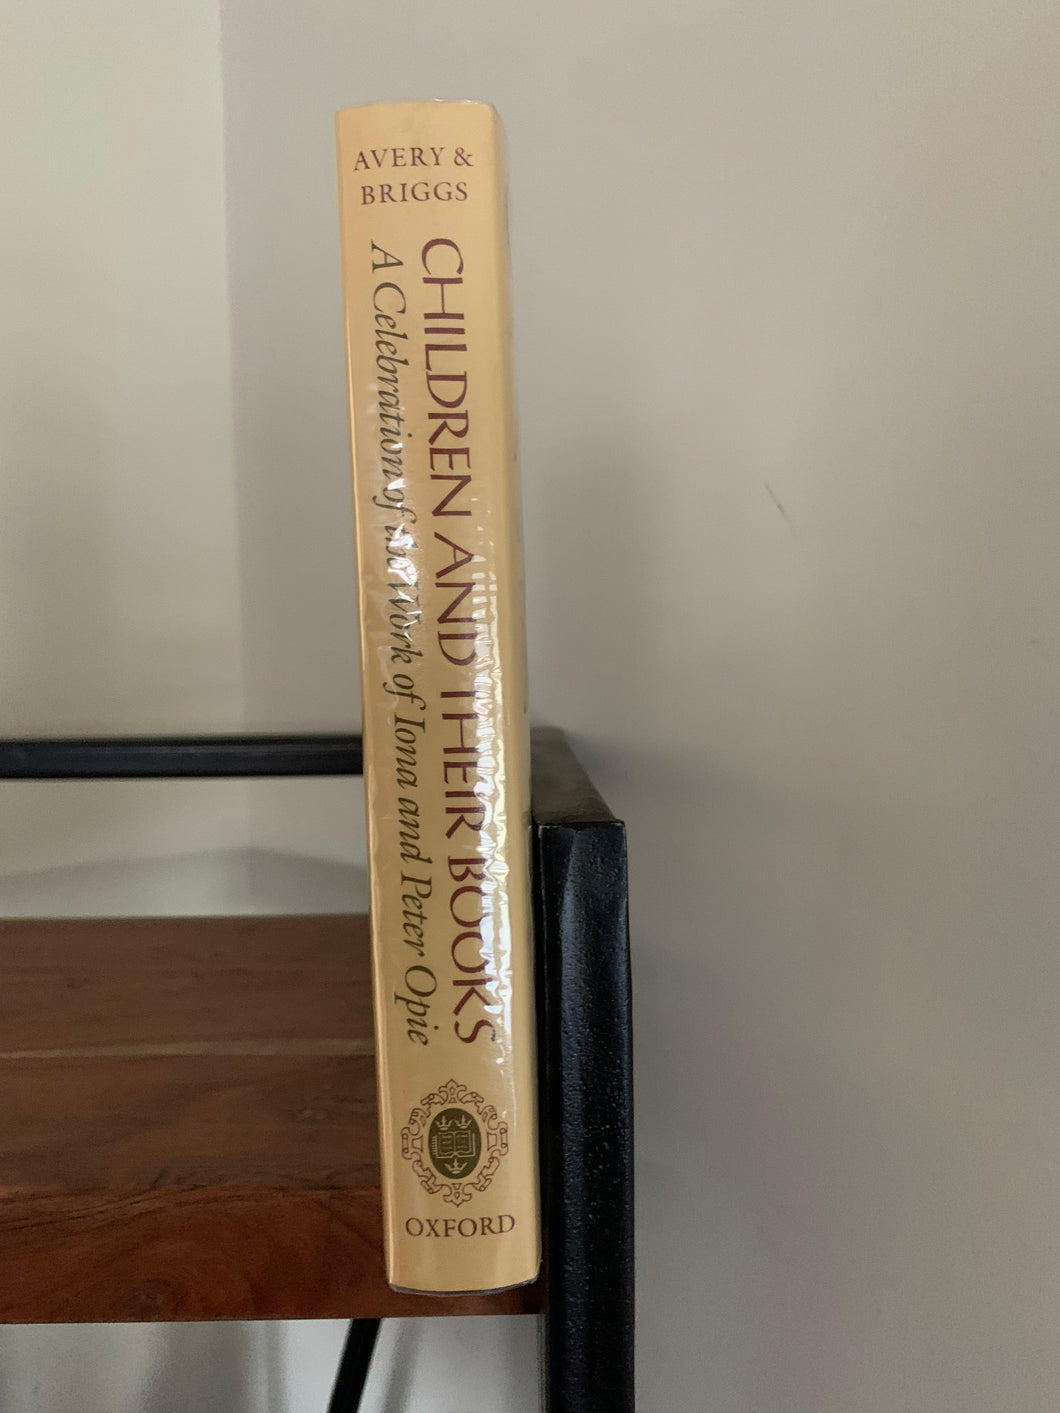 AVERY &
BRIGGS
CHILDREN AND THEIR BOOKS
A Celebration of the Work of Iona and Peter Opie
OXFORD